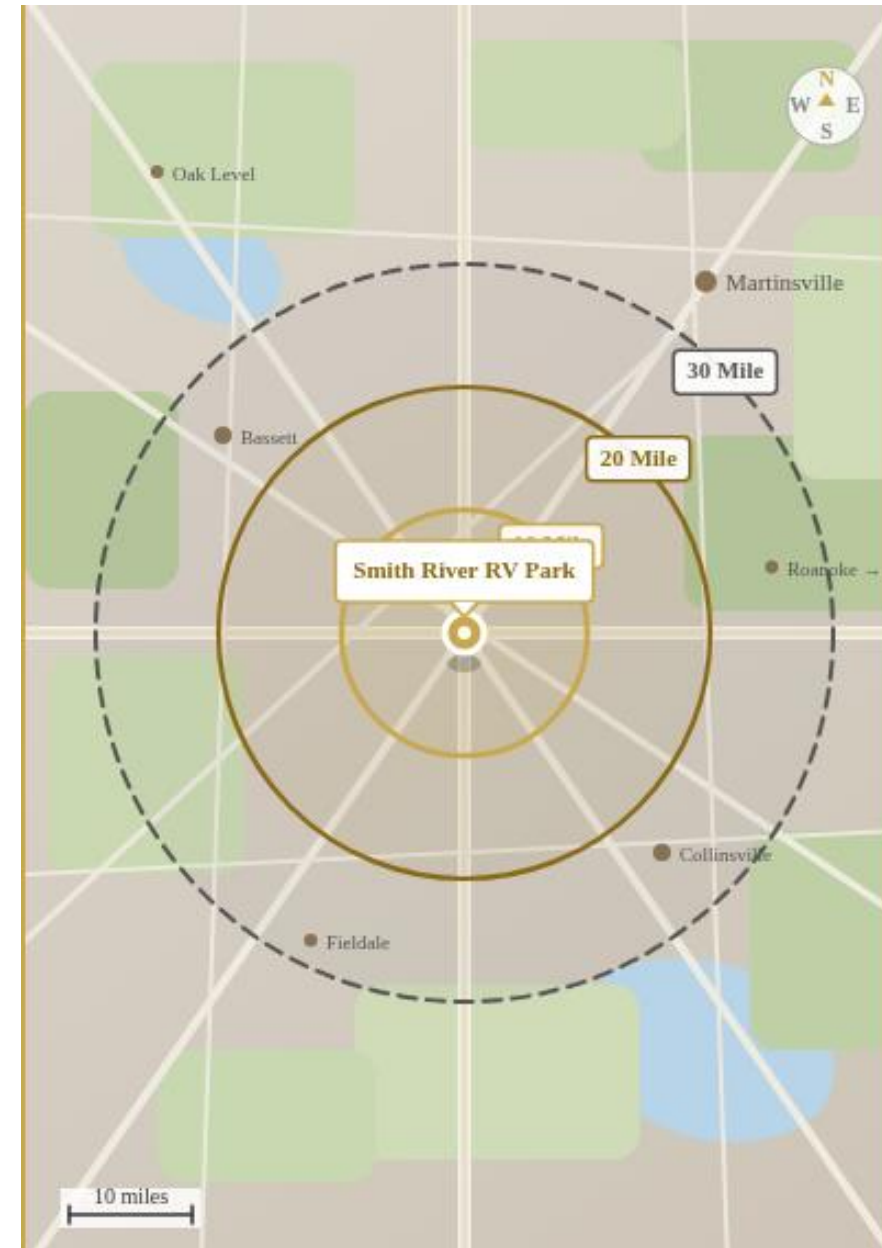 N
W E
S
Oak Level
Martinsville
30 Mile
Bassett
20 Mile
Smith River RV Park
Roanoke →
Collinsville
Fieldale
10 miles